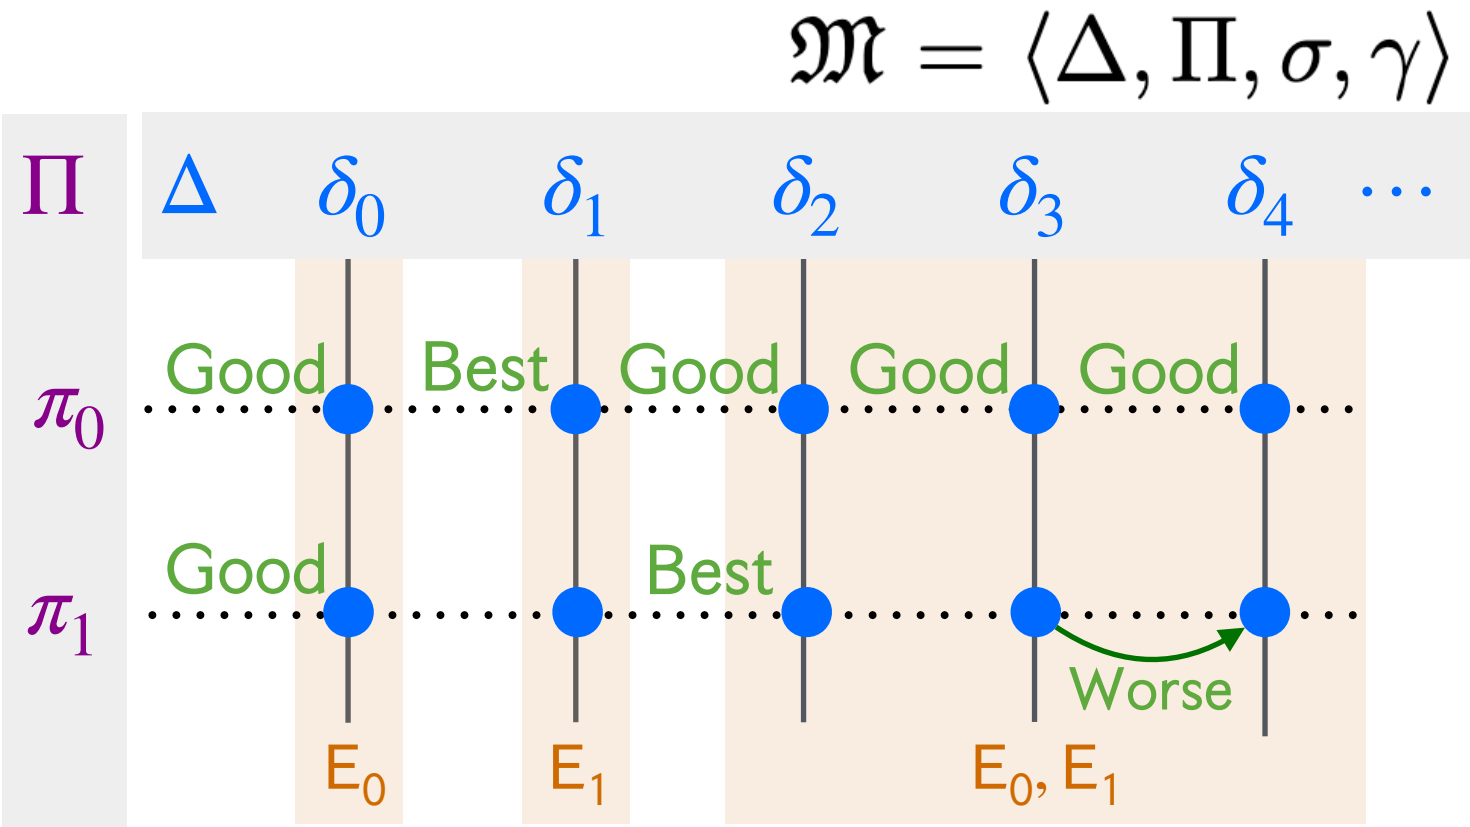 𝔐 = ⟨Δ, Π, σ, γ⟩
Π Δ δ₀ δ₁ δ₂ δ₃ δ₄ ⋯
Good Best Good Good Good
π₀
Good Best
π₁
Worse
E₀ E₁ E₀, E₁